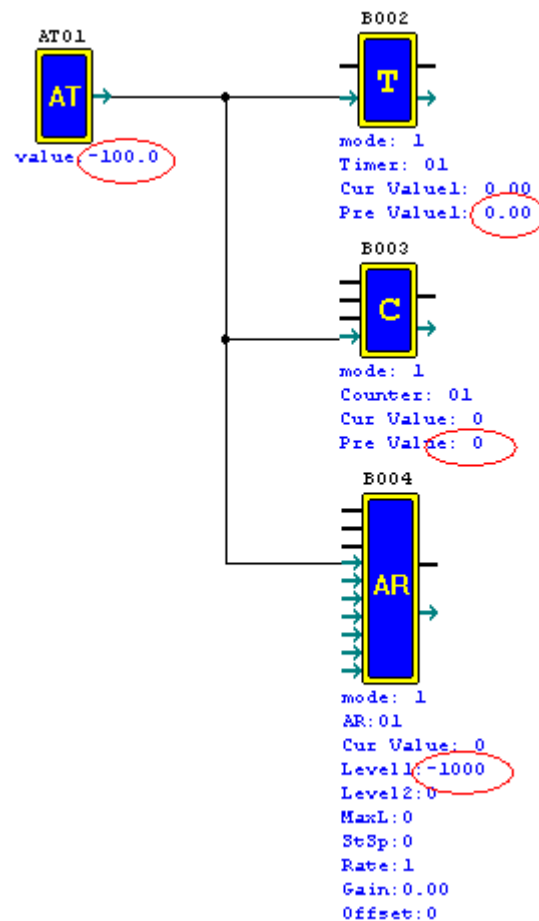 AT01
AT
value:-100.0
B002
T
mode: 1
Timer: 01
Cur Value1: 0.00
Pre Value1: 0.00
B003
C
mode: 1
Counter: 01
Cur Value: 0
Pre Value: 0
B004
AR
mode: 1
AR:01
Cur Value: 0
Level1:-1000
Level2:0
MaxL:0
StSp:0
Rate:1
Gain:0.00
Offset:0